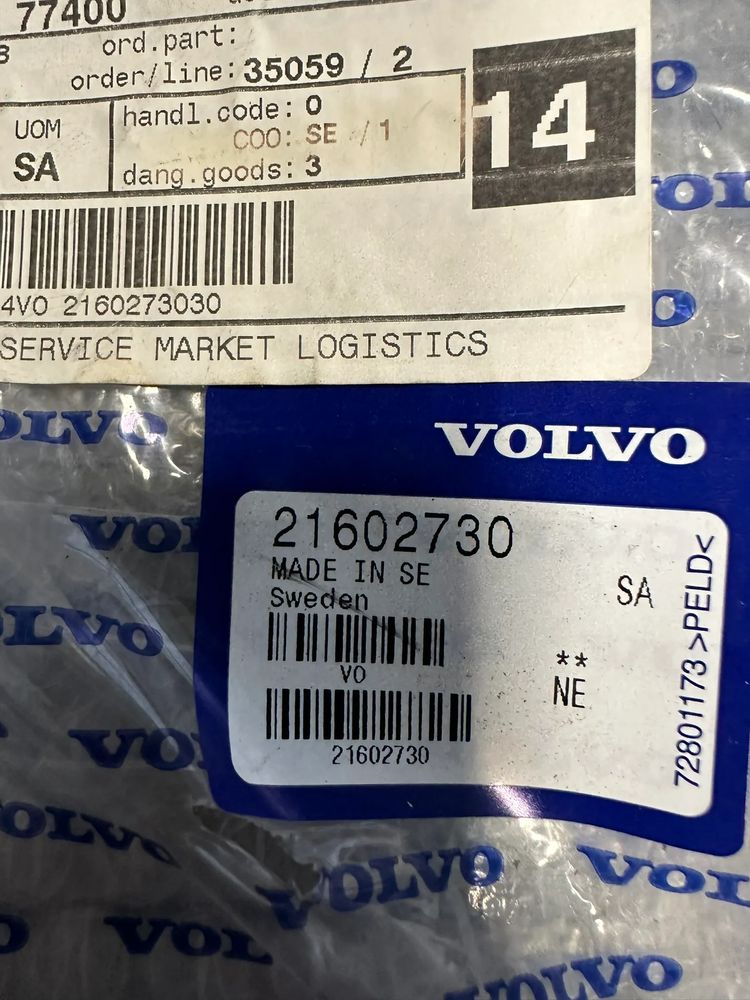 77400
ord.part:
order/line: 35059 / 2
UOM
SA
handl.code: 0
COO: SE / 1
dang.goods: 3
14
4VO 2160273030
SERVICE MARKET LOGISTICS
VOLVO
21602730
MADE IN SE
Sweden
SA
VO
**
NE
21602730
72801173 >PELD<
VOLVO
VOLVO
VOLVO